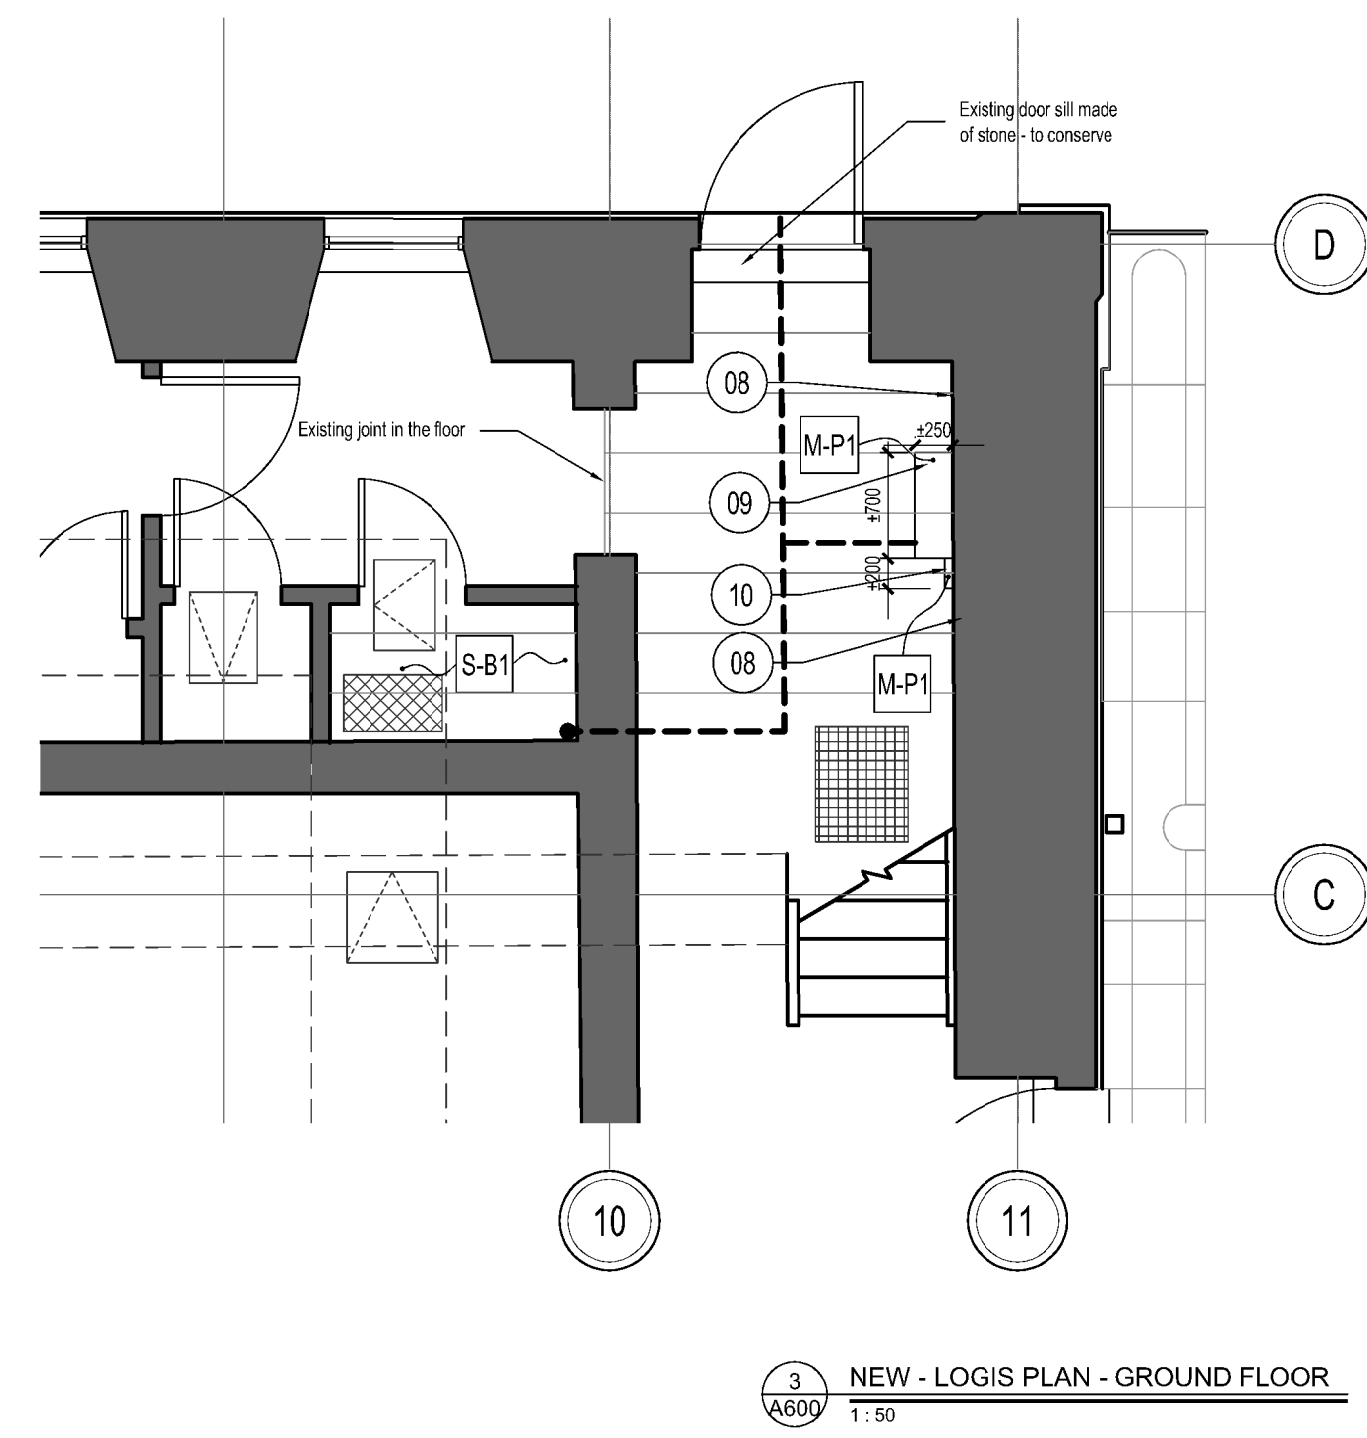 Existing door sill made
of stone - to conserve
D
08
±250
M-P1
Existing joint in the floor
09
±700
10
±200
08
S-B1
M-P1
C
10
11
3
A600
NEW - LOGIS PLAN - GROUND FLOOR
1 : 50